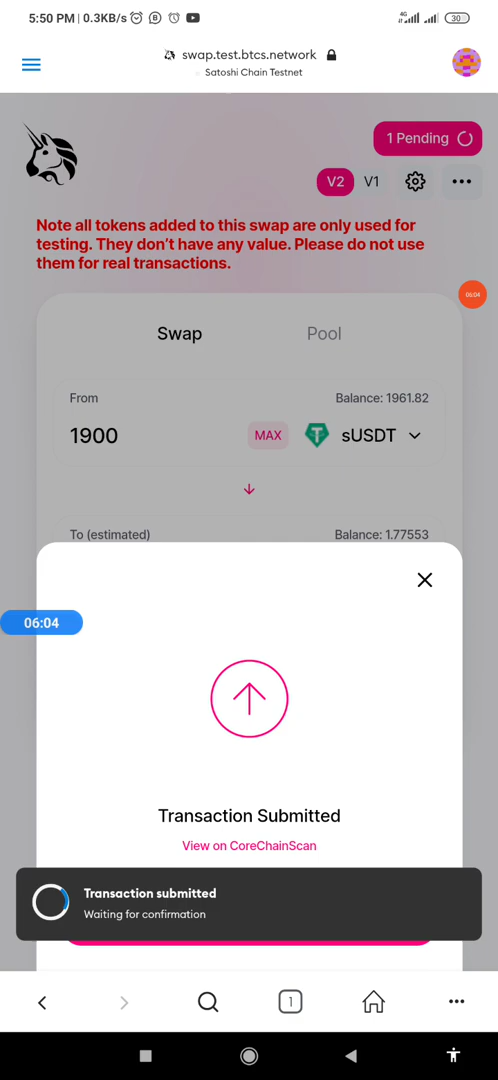 5:50 PM | 0.3KB/s
4G
30
swap.test.btcs.network
Satoshi Chain Testnet
1 Pending
V2 V1
Note all tokens added to this swap are only used for
testing. They don't have any value. Please do not use
them for real transactions.
06:04
Swap Pool
From Balance: 1961.82
1900 MAX sUSDT
To (estimated) Balance: 1.77553
06:04
Transaction Submitted
View on CoreChainScan
Transaction submitted
Waiting for confirmation
1